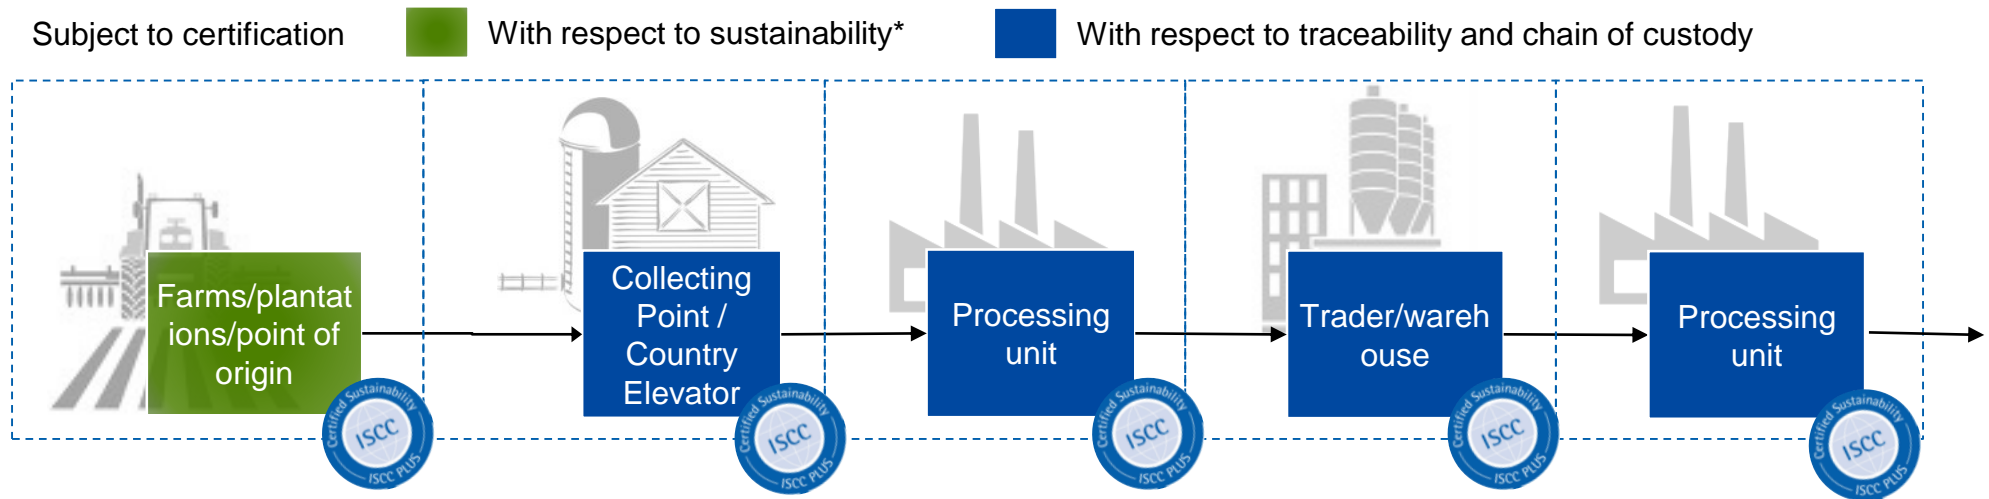 Subject to certification
With respect to sustainability*
With respect to traceability and chain of custody
Farms/plantat
ions/point of
origin
Collecting
Point /
Country
Elevator
Processing
unit
Trader/wareh
ouse
Processing
unit
Certified Sustainability
ISCC
ISCC PLUS
Certified Sustainability
ISCC
ISCC PLUS
Certified Sustainability
ISCC
ISCC PLUS
Certified Sustainability
ISCC
ISCC PLUS
Certified Sustainability
ISCC
ISCC PLUS